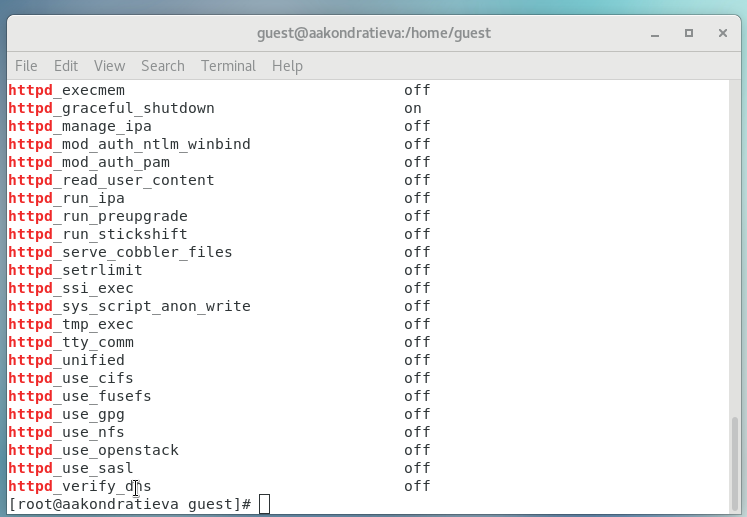 guest@aakondratieva:/home/guest
File Edit View Search Terminal Help
httpd_execmem off
httpd_graceful_shutdown on
httpd_manage_ipa off
httpd_mod_auth_ntlm_winbind off
httpd_mod_auth_pam off
httpd_read_user_content off
httpd_run_ipa off
httpd_run_preupgrade off
httpd_run_stickshift off
httpd_serve_cobbler_files off
httpd_setrlimit off
httpd_ssi_exec off
httpd_sys_script_anon_write off
httpd_tmp_exec off
httpd_tty_comm off
httpd_unified off
httpd_use_cifs off
httpd_use_fusefs off
httpd_use_gpg off
httpd_use_nfs off
httpd_use_openstack off
httpd_use_sasl off
httpd_verify_dns off
[root@aakondratieva guest]#